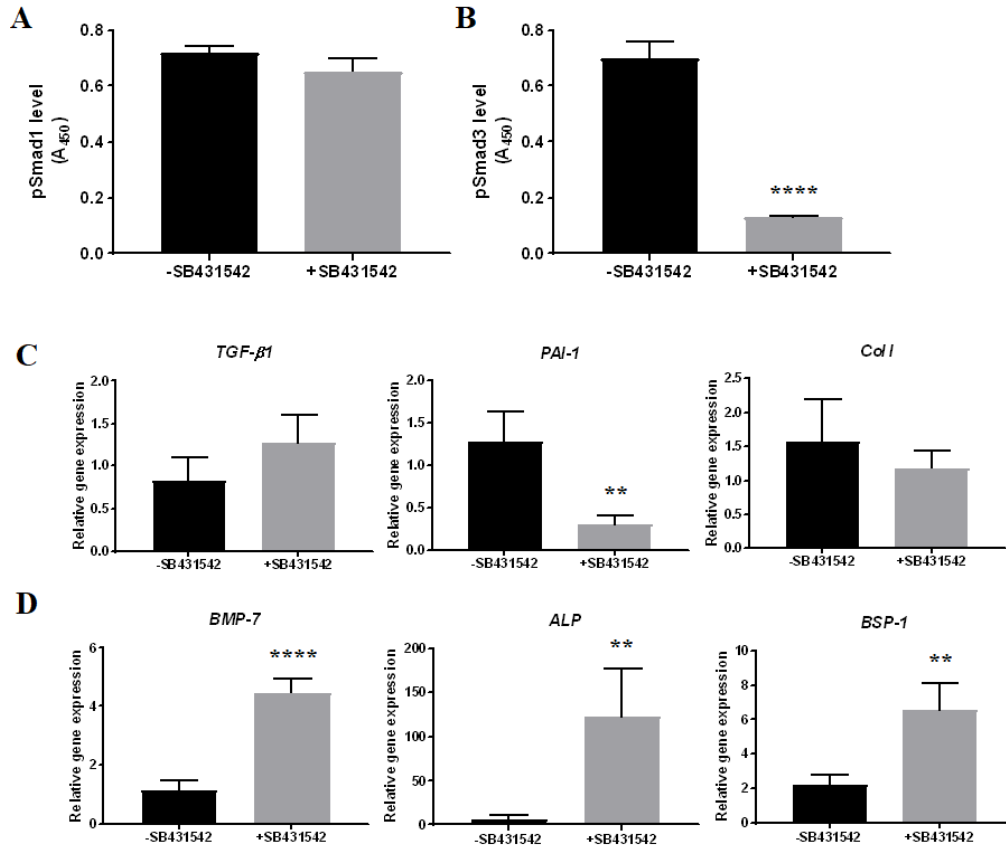 A
B
0.8
0.6
0.4
0.2
0.0
pSmad1 level
(A450)
-SB431542
+SB431542
0.8
0.6
0.4
0.2
0.0
pSmad3 level
(A450)
****
-SB431542
+SB431542
C
TGF-β1
2.0
1.5
1.0
0.5
0.0
Relative gene expression
-SB431542
+SB431542
PAI-1
2.0
1.5
1.0
0.5
0.0
Relative gene expression
**
-SB431542
+SB431542
Col I
2.5
2.0
1.5
1.0
0.5
0.0
Relative gene expression
-SB431542
+SB431542
D
BMP-7
6
4
2
0
Relative gene expression
****
-SB431542
+SB431542
ALP
200
150
100
50
0
Relative gene expression
**
-SB431542
+SB431542
BSP-1
10
8
6
4
2
0
Relative gene expression
**
-SB431542
+SB431542